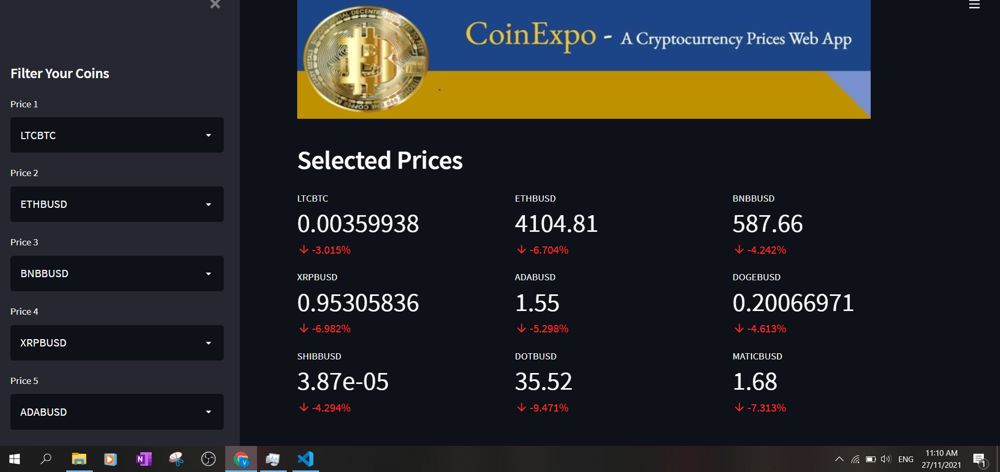 Filter Your Coins
Price 1
LTCBTC
Price 2
ETHBUSD
Price 3
BNBBUSD
Price 4
XRPBUSD
Price 5
ADABUSD
CoinExpo - A Cryptocurrency Prices Web App
Selected Prices
LTCBTC
0.00359938
-3.015%
ETHBUSD
4104.81
-6.704%
BNBBUSD
587.66
-4.242%
XRPBUSD
0.95305836
-6.982%
ADABUSD
1.55
-5.298%
DOGEBUSD
0.20066971
-4.613%
SHIBBUSD
3.87e-05
-4.294%
DOTBUSD
35.52
-9.471%
MATICBUSD
1.68
-7.313%
ENG
11:10 AM
27/11/2021
1